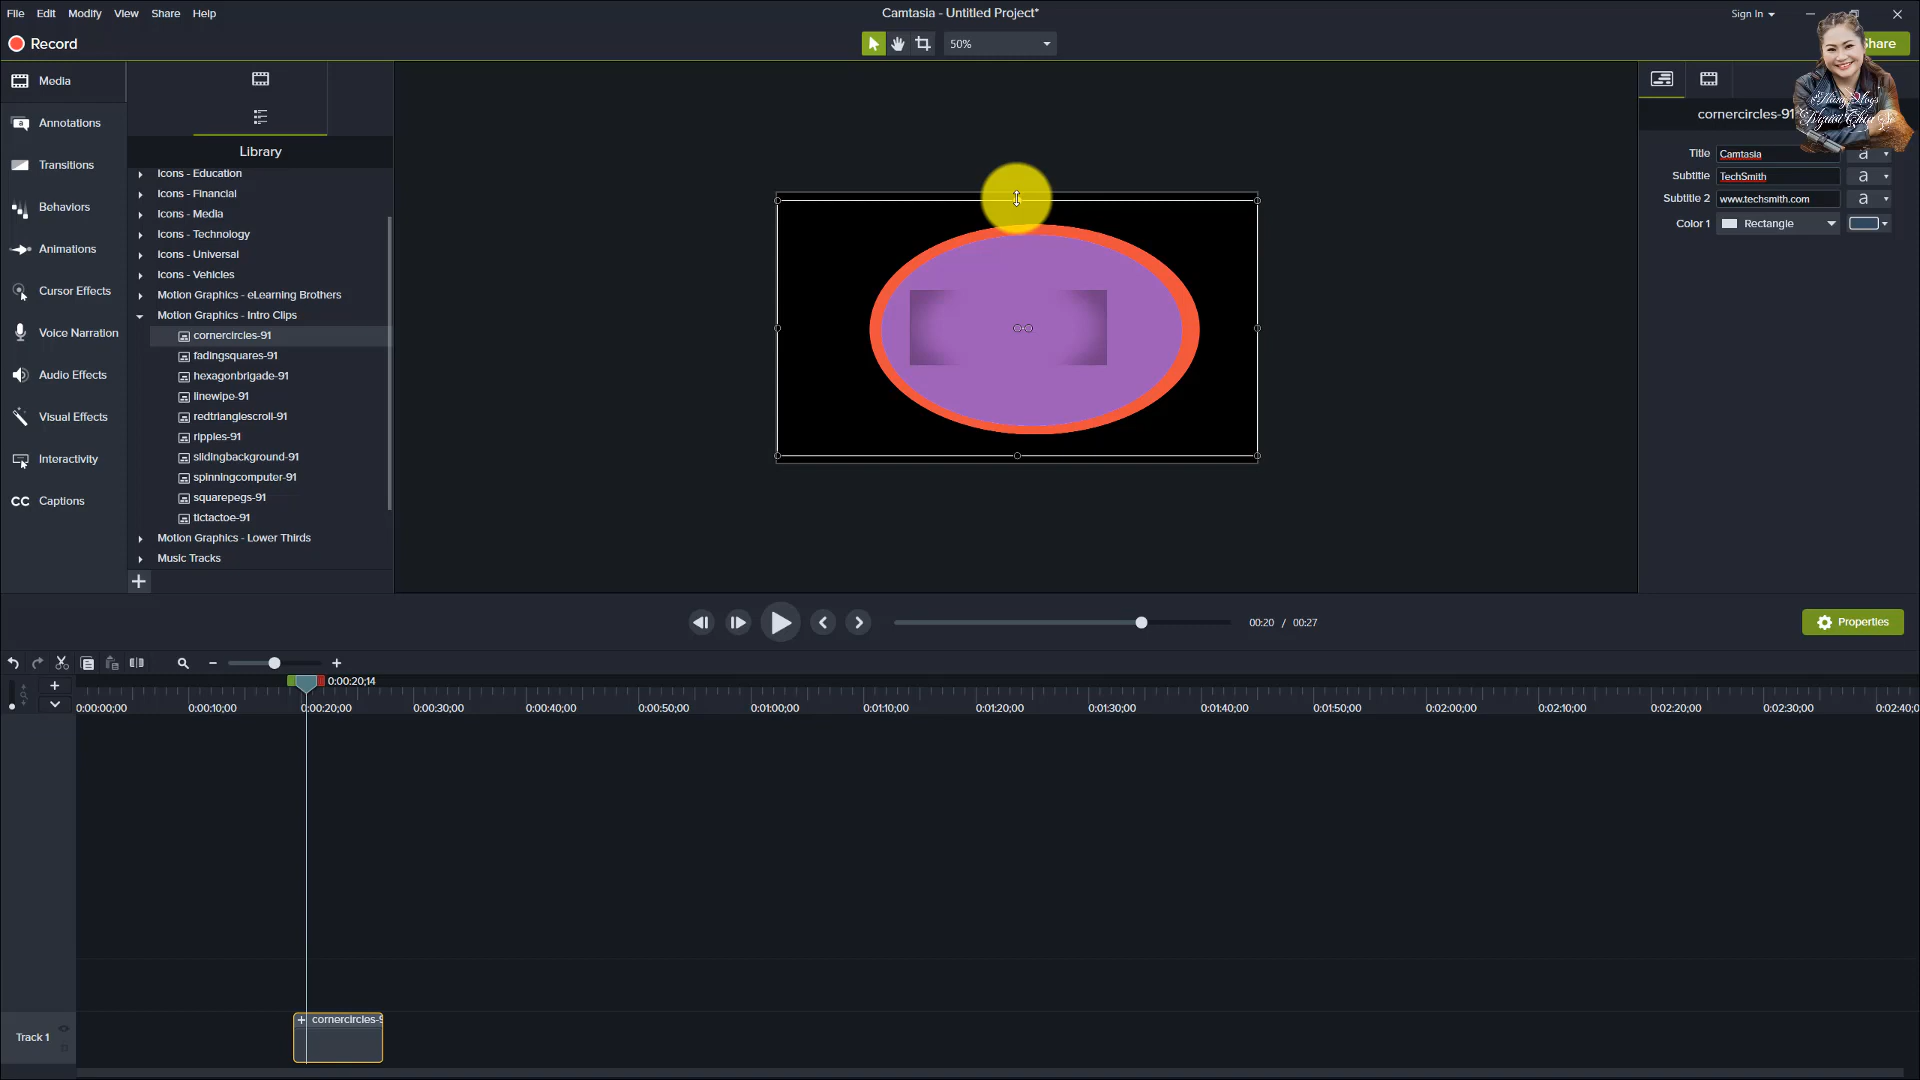 File Edit Modify View Share Help
Camtasia - Untitled Project*
Sign In
Record
50%
Share
Media
Annotations
Transitions
Behaviors
Animations
Cursor Effects
Voice Narration
Audio Effects
Visual Effects
Interactivity
CC Captions
Library
Icons - Education
Icons - Financial
Icons - Media
Icons - Technology
Icons - Universal
Icons - Vehicles
Motion Graphics - eLearning Brothers
Motion Graphics - Intro Clips
cornercircles-91
fadingsquares-91
hexagonbrigade-91
linewipe-91
redtrianglescroll-91
ripples-91
slidingbackground-91
spinningcomputer-91
squarepegs-91
tictactoe-91
Motion Graphics - Lower Thirds
Music Tracks
cornercircles-91
Title Camtasia a
Subtitle TechSmith a
Subtitle 2 www.techsmith.com a
Color 1 Rectangle
00:20 / 00:27
Properties
0:00:20;14
0:00:00;00 0:00:10;00 0:00:20;00 0:00:30;00 0:00:40;00 0:00:50;00 0:01:00;00 0:01:10;00 0:01:20;00 0:01:30;00 0:01:40;00 0:01:50;00 0:02:00;00 0:02:10;00 0:02:20;00 0:02:30;00 0:02:40;0
Track 1
cornercircles-9